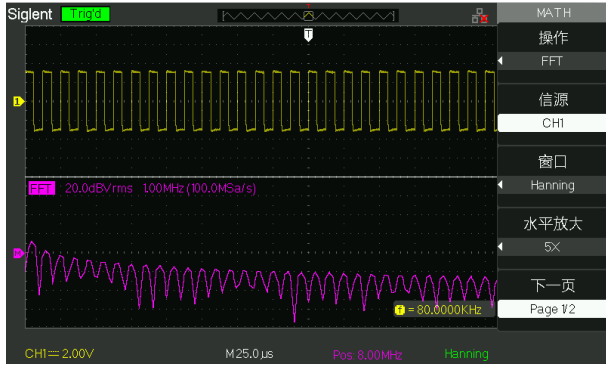 Siglent Trig'd
MATH
T
操作
FFT
信源
CH1
窗口
Hanning
水平放大
5X
下一页
Page 1/2
1
FFT 20.0dBVrms 1.00MHz (100.0MSa/s)
M
f = 80.0000KHz
CH1 2.00V M 25.0µs Pos: 8.00MHz Hanning